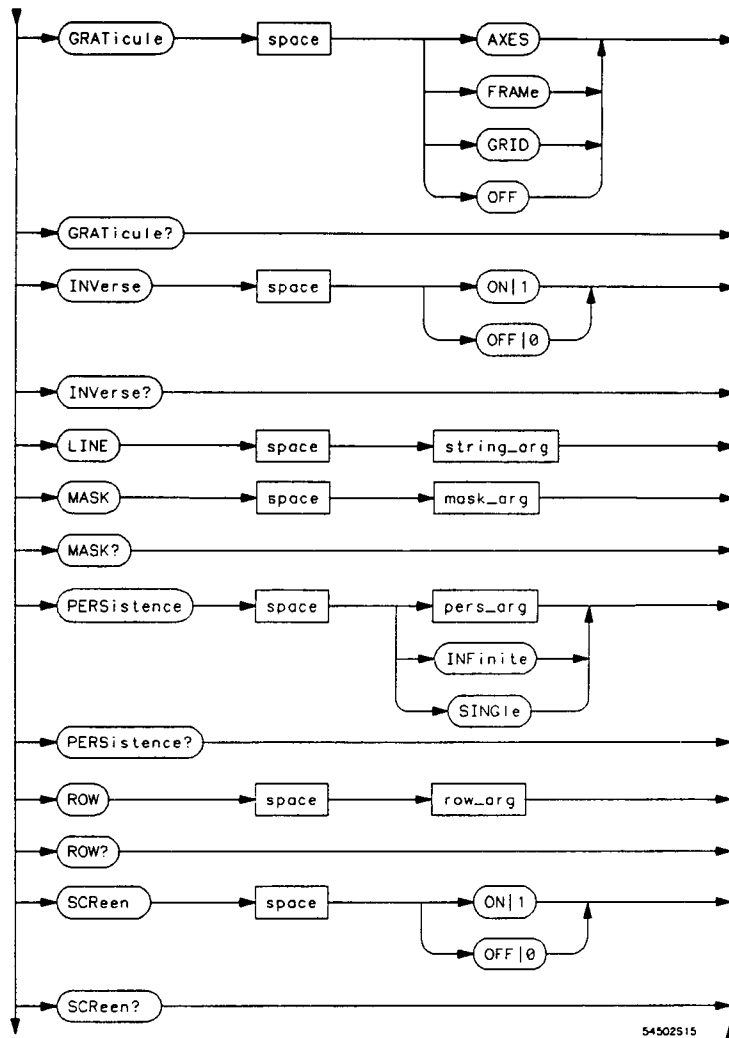 GRATicule space AXES
FRAMe
GRID
OFF
GRATicule?
INVerse space ON|1
OFF|0
INVerse?
LINE space string_arg
MASK space mask_arg
MASK?
PERSistence space pers_arg
INFinite
SINGle
PERSistence?
ROW space row_arg
ROW?
SCReen space ON|1
OFF|0
SCReen?
54502S15